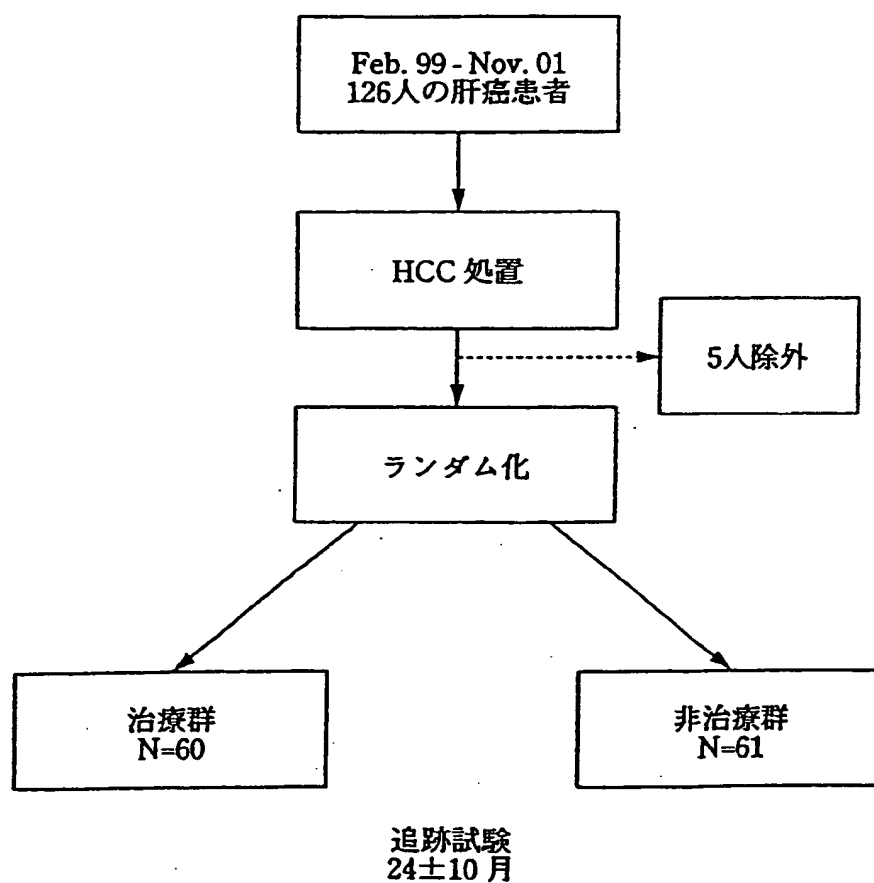 Feb. 99 - Nov. 01
126人の肝癌患者
HCC 処置
5人除外
ランダム化
治療群
N=60
非治療群
N=61
追跡試験
24±10 月